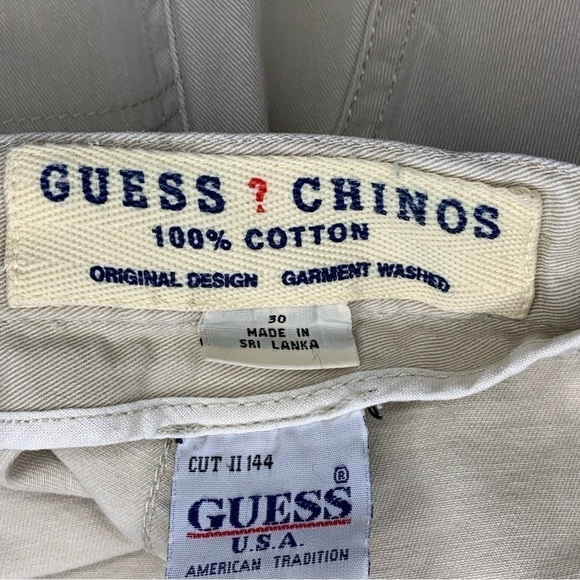 GUESS ? CHINOS
100% COTTON
ORIGINAL DESIGN GARMENT WASHED
30
MADE IN
SRI LANKA
CUT II 144
GUESS ®
U.S.A.
AMERICAN TRADITION